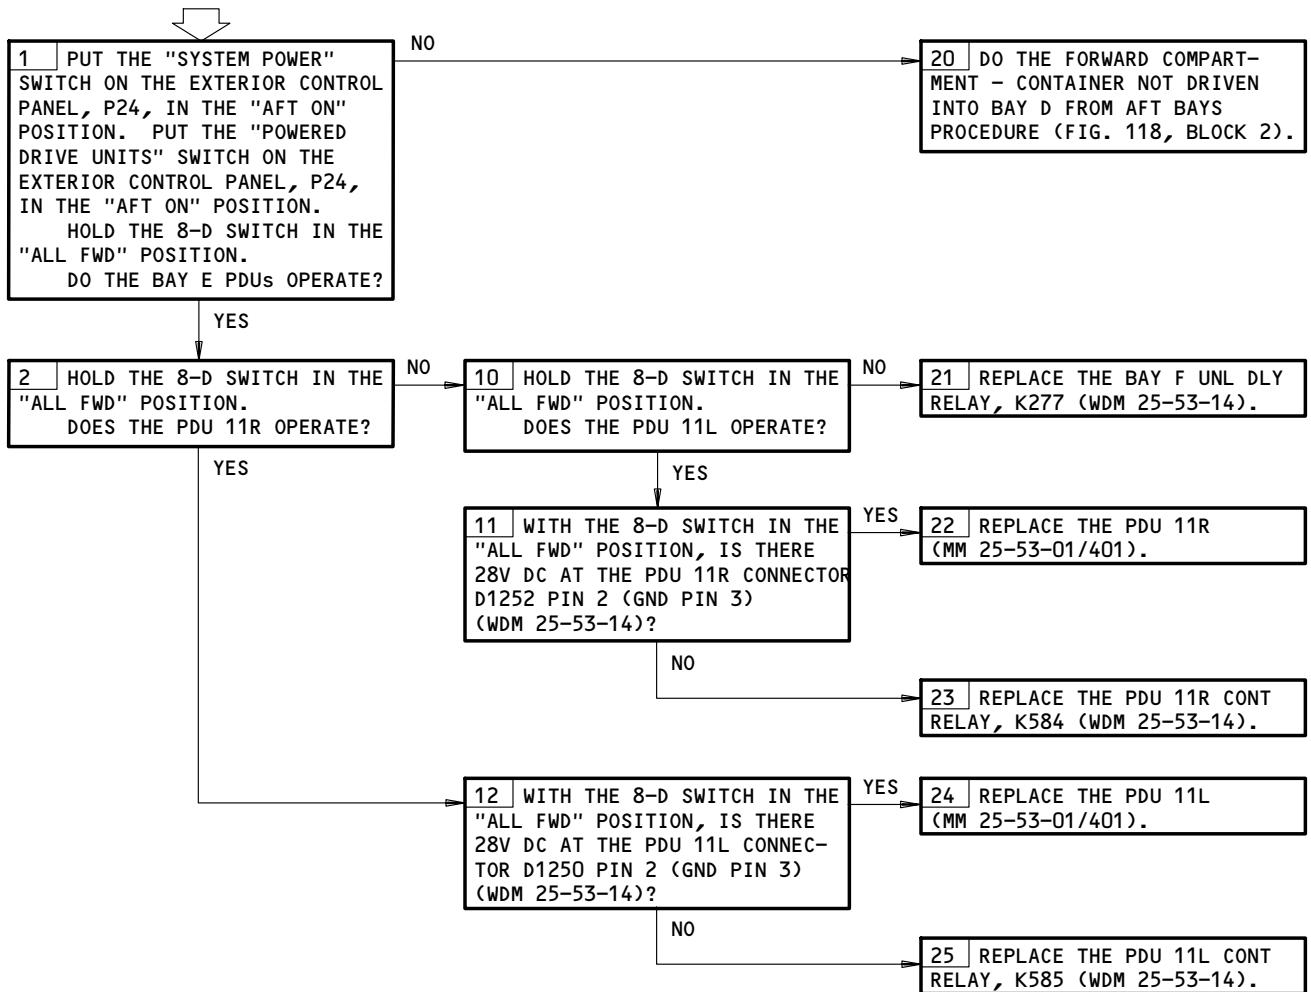 1 PUT THE "SYSTEM POWER"
SWITCH ON THE EXTERIOR CONTROL
PANEL, P24, IN THE "AFT ON"
POSITION. PUT THE "POWERED
DRIVE UNITS" SWITCH ON THE
EXTERIOR CONTROL PANEL, P24,
IN THE "AFT ON" POSITION.
HOLD THE 8-D SWITCH IN THE
"ALL FWD" POSITION.
DO THE BAY E PDUs OPERATE?
NO
20 DO THE FORWARD COMPART-
MENT - CONTAINER NOT DRIVEN
INTO BAY D FROM AFT BAYS
PROCEDURE (FIG. 118, BLOCK 2).
YES
2 HOLD THE 8-D SWITCH IN THE
"ALL FWD" POSITION.
DOES THE PDU 11R OPERATE?
NO
10 HOLD THE 8-D SWITCH IN THE
"ALL FWD" POSITION.
DOES THE PDU 11L OPERATE?
NO
21 REPLACE THE BAY F UNL DLY
RELAY, K277 (WDM 25-53-14).
YES
YES
11 WITH THE 8-D SWITCH IN THE
"ALL FWD" POSITION, IS THERE
28V DC AT THE PDU 11R CONNECTOR
D1252 PIN 2 (GND PIN 3)
(WDM 25-53-14)?
YES
22 REPLACE THE PDU 11R
(MM 25-53-01/401).
NO
23 REPLACE THE PDU 11R CONT
RELAY, K584 (WDM 25-53-14).
12 WITH THE 8-D SWITCH IN THE
"ALL FWD" POSITION, IS THERE
28V DC AT THE PDU 11L CONNEC-
TOR D1250 PIN 2 (GND PIN 3)
(WDM 25-53-14)?
YES
24 REPLACE THE PDU 11L
(MM 25-53-01/401).
NO
25 REPLACE THE PDU 11L CONT
RELAY, K585 (WDM 25-53-14).